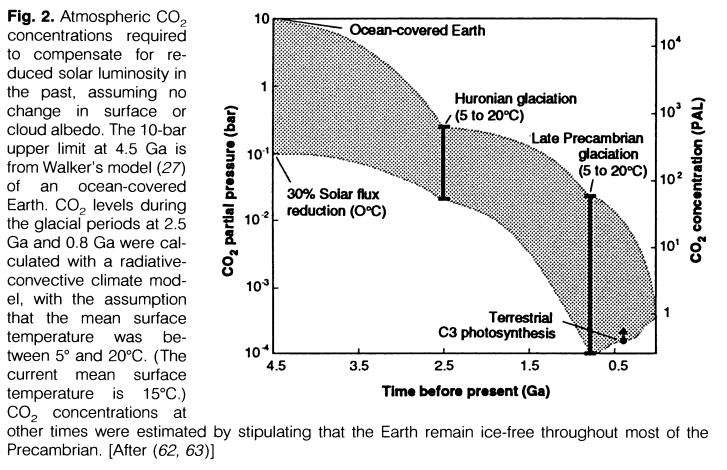 Fig. 2. Atmospheric CO₂
concentrations required
to compensate for re-
duced solar luminosity in
the past, assuming no
change in surface or
cloud albedo. The 10-bar
upper limit at 4.5 Ga is
from Walker's model (27)
of an ocean-covered
Earth. CO₂ levels during
the glacial periods at 2.5
Ga and 0.8 Ga were cal-
culated with a radiative-
convective climate mod-
el, with the assumption
that the mean surface
temperature was be-
tween 5° and 20°C. (The
current mean surface
temperature is 15°C.)
CO₂ concentrations at
other times were estimated by stipulating that the Earth remain ice-free throughout most of the
Precambrian. [After (62, 63)]
CO₂ partial pressure (bar)
10
1
10⁻¹
10⁻²
10⁻³
10⁻⁴
Ocean-covered Earth
Huronian glaciation
(5 to 20°C)
Late Precambrian
glaciation
(5 to 20°C)
30% Solar flux
reduction (O°C)
Terrestrial
C3 photosynthesis
10⁴
10³
10²
10¹
1
CO₂ concentration (PAL)
4.5 3.5 2.5 1.5 0.5
Time before present (Ga)